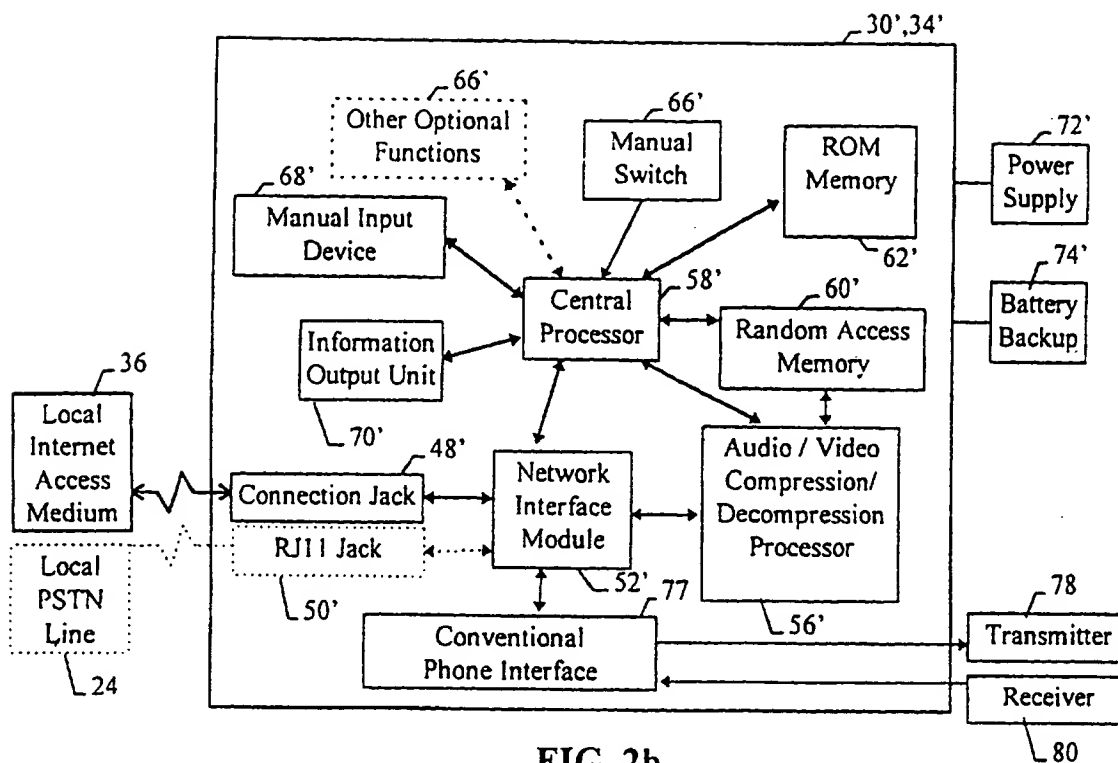 30',34'
66'
Other Optional
Functions
66'
Manual
Switch
ROM
Memory
62'
72'
Power
Supply
68'
Manual Input
Device
58'
Central
Processor
60'
Random Access
Memory
74'
Battery
Backup
Information
Output Unit
70'
36
Local
Internet
Access
Medium
48'
Connection Jack
RJ11 Jack
50'
Network
Interface
Module
52'
Audio / Video
Compression/
Decompression
Processor
56'
Local
PSTN
Line
24
77
Conventional
Phone Interface
78
Transmitter
Receiver
80
FIG. 2b